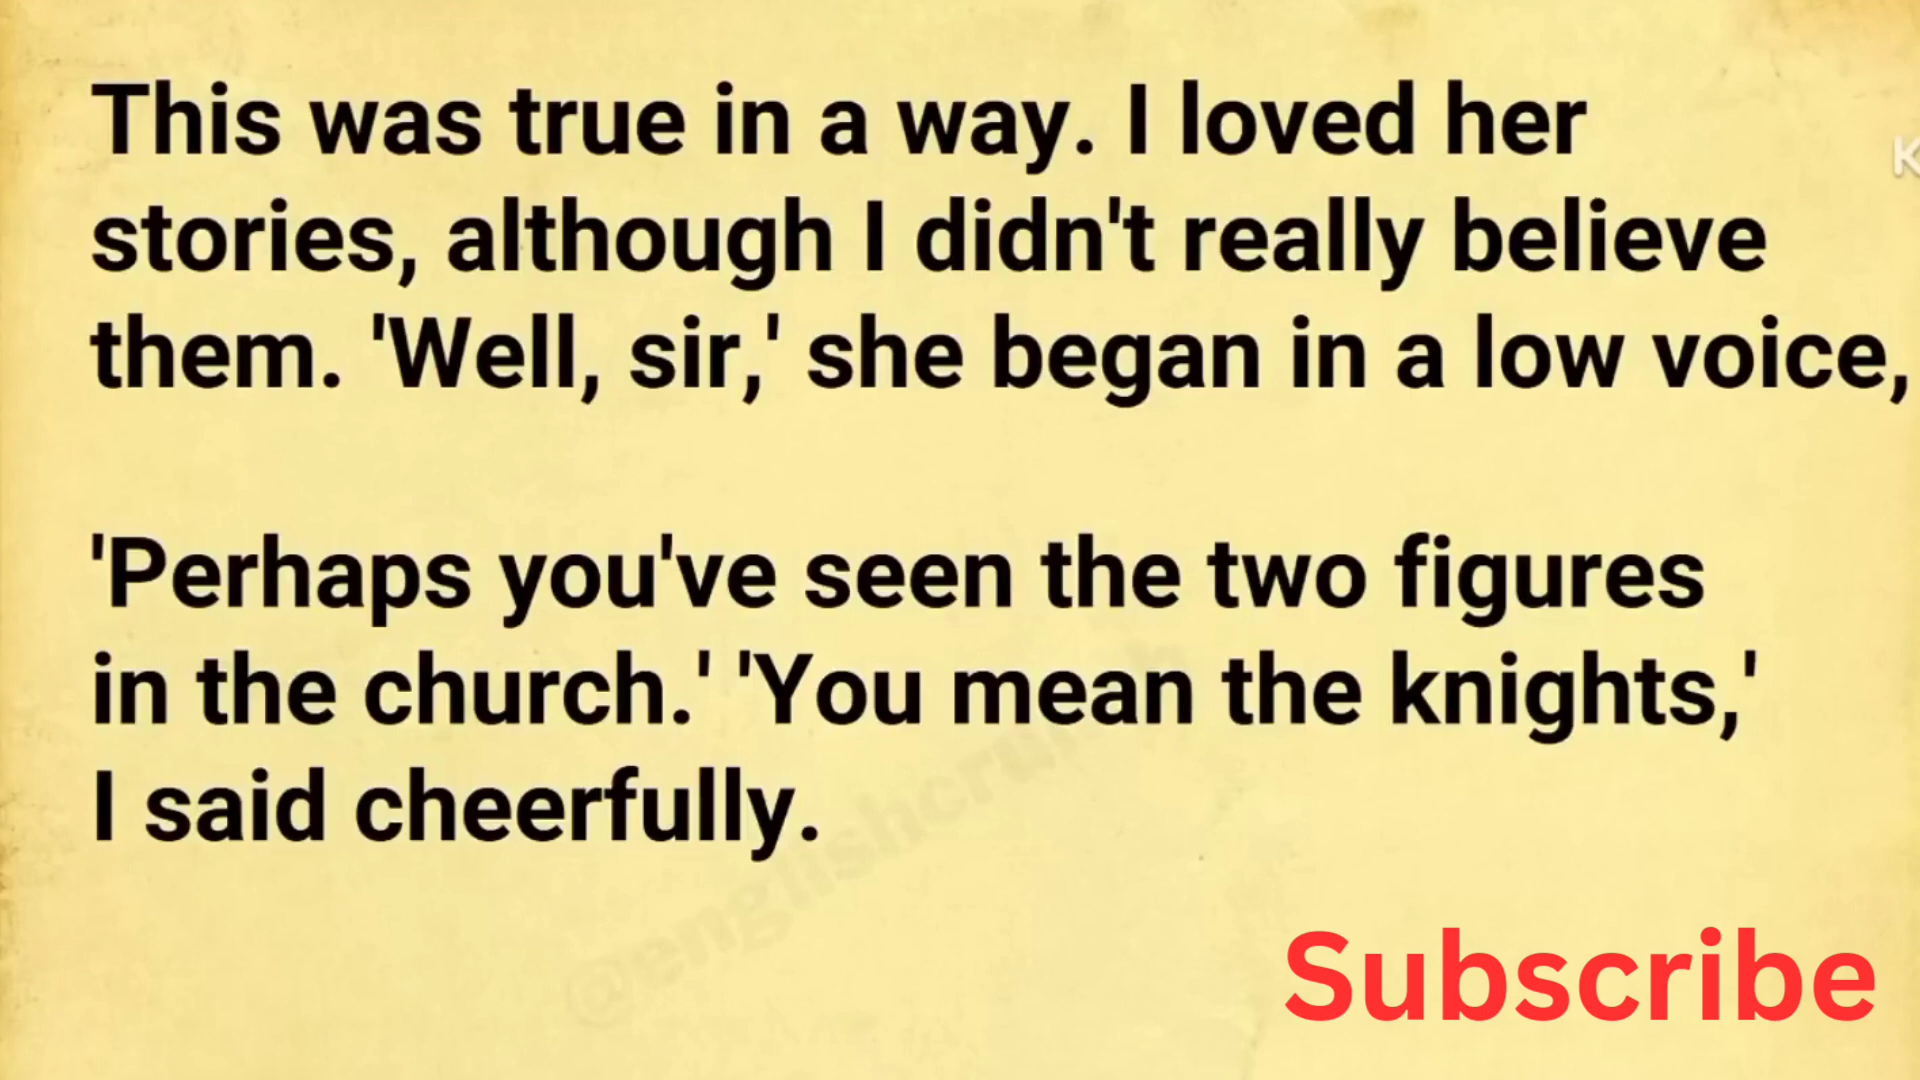 This was true in a way. I loved her
stories, although I didn't really believe
them. 'Well, sir,' she began in a low voice,
'Perhaps you've seen the two figures
in the church.' 'You mean the knights,'
I said cheerfully.
Subscribe